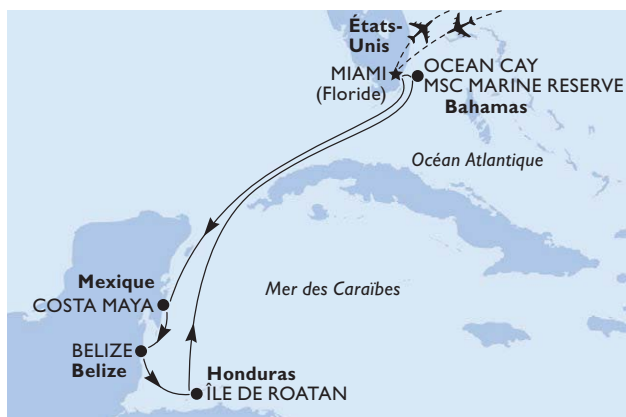 États-
Unis
MIAMI
(Floride)
OCEAN CAY
MSC MARINE RESERVE
Bahamas
Océan Atlantique
Mer des Caraïbes
Mexique
COSTA MAYA
BELIZE
Belize
Honduras
ÎLE DE ROATAN